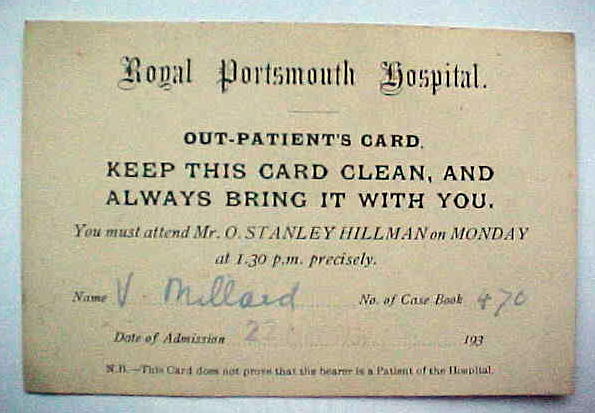 Royal Portsmouth Hospital.
OUT-PATIENT'S CARD.
KEEP THIS CARD CLEAN, AND
ALWAYS BRING IT WITH YOU.
You must attend Mr. O. STANLEY HILLMAN on MONDAY
at 1.30 p.m. precisely.
Name V. Millard No. of Case Book 470
Date of Admission 22 193
N.B.—This Card does not prove that the bearer is a Patient of the Hospital.